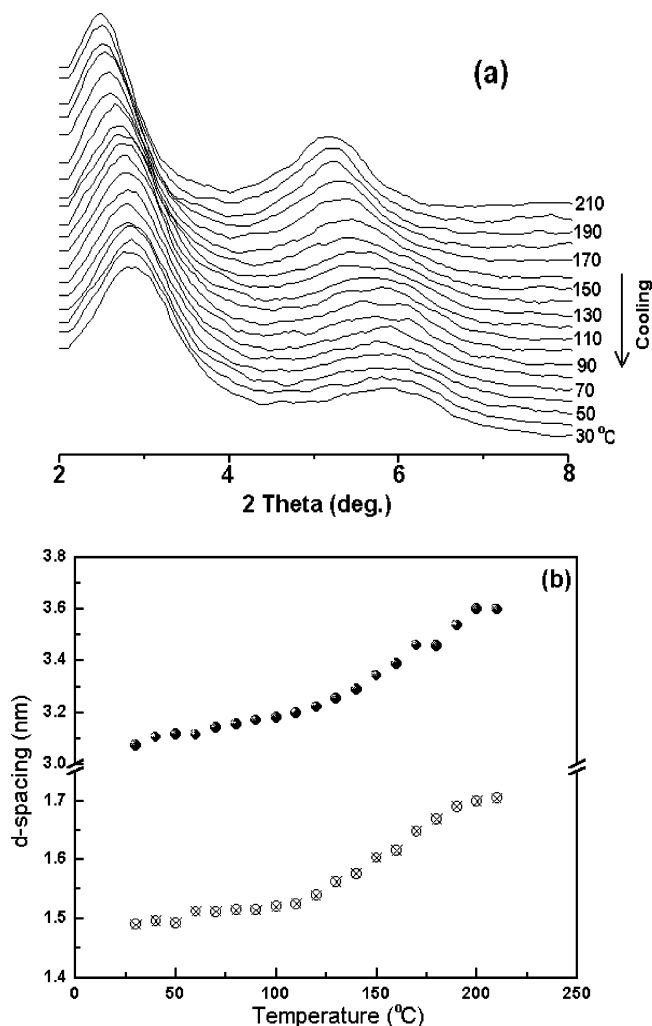 (a)
210
190
170
150
130
110
90
70
50
30 °C
Cooling
2 4 6 8
2 Theta (deg.)
(b)
3.8
3.6
3.4
3.2
3.0
1.7
1.6
1.5
1.4
d-spacing (nm)
0 50 100 150 200 250
Temperature (°C)